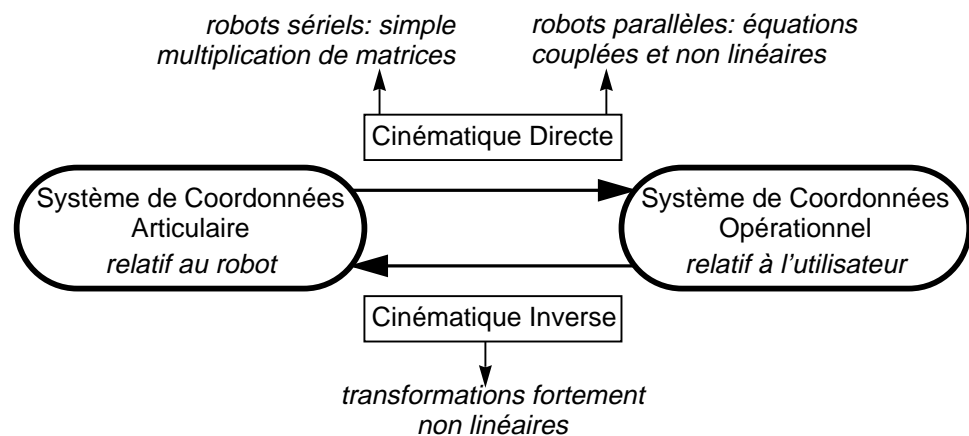 robots sériels: simple
multiplication de matrices
robots parallèles: équations
couplées et non linéaires
Cinématique Directe
Système de Coordonnées
Articulaire
relatif au robot
Système de Coordonnées
Opérationnel
relatif à l'utilisateur
Cinématique Inverse
transformations fortement
non linéaires